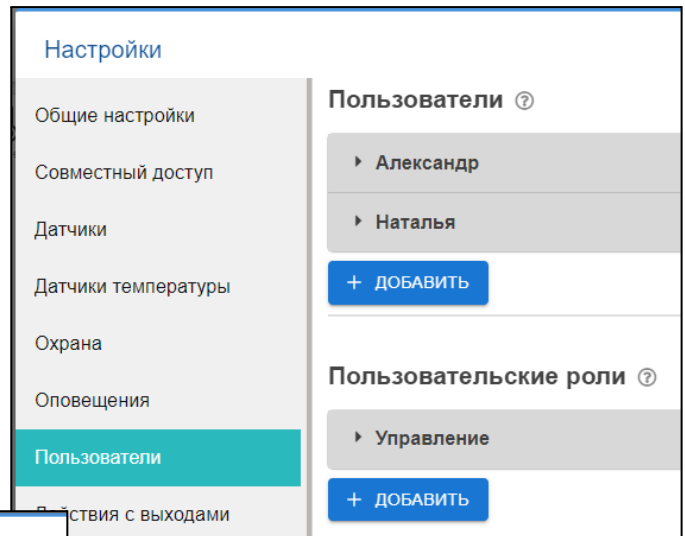 Настройки
Общие настройки
Совместный доступ
Датчики
Датчики температуры
Охрана
Оповещения
Пользователи
с выходами
Пользователи ?
Александр
Наталья
+ ДОБАВИТЬ
Пользовательские роли ?
Управление
+ ДОБАВИТЬ